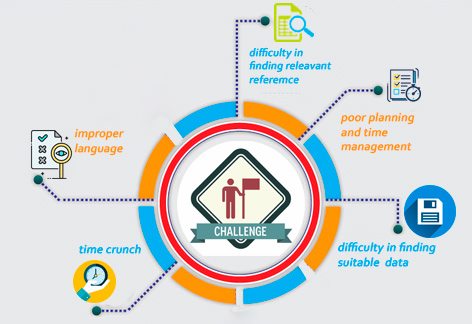 difficulty in
finding releavant
reference
poor planning
and time
management
improper
language
CHALLENGE
time crunch
difficulty in finding
suitable data